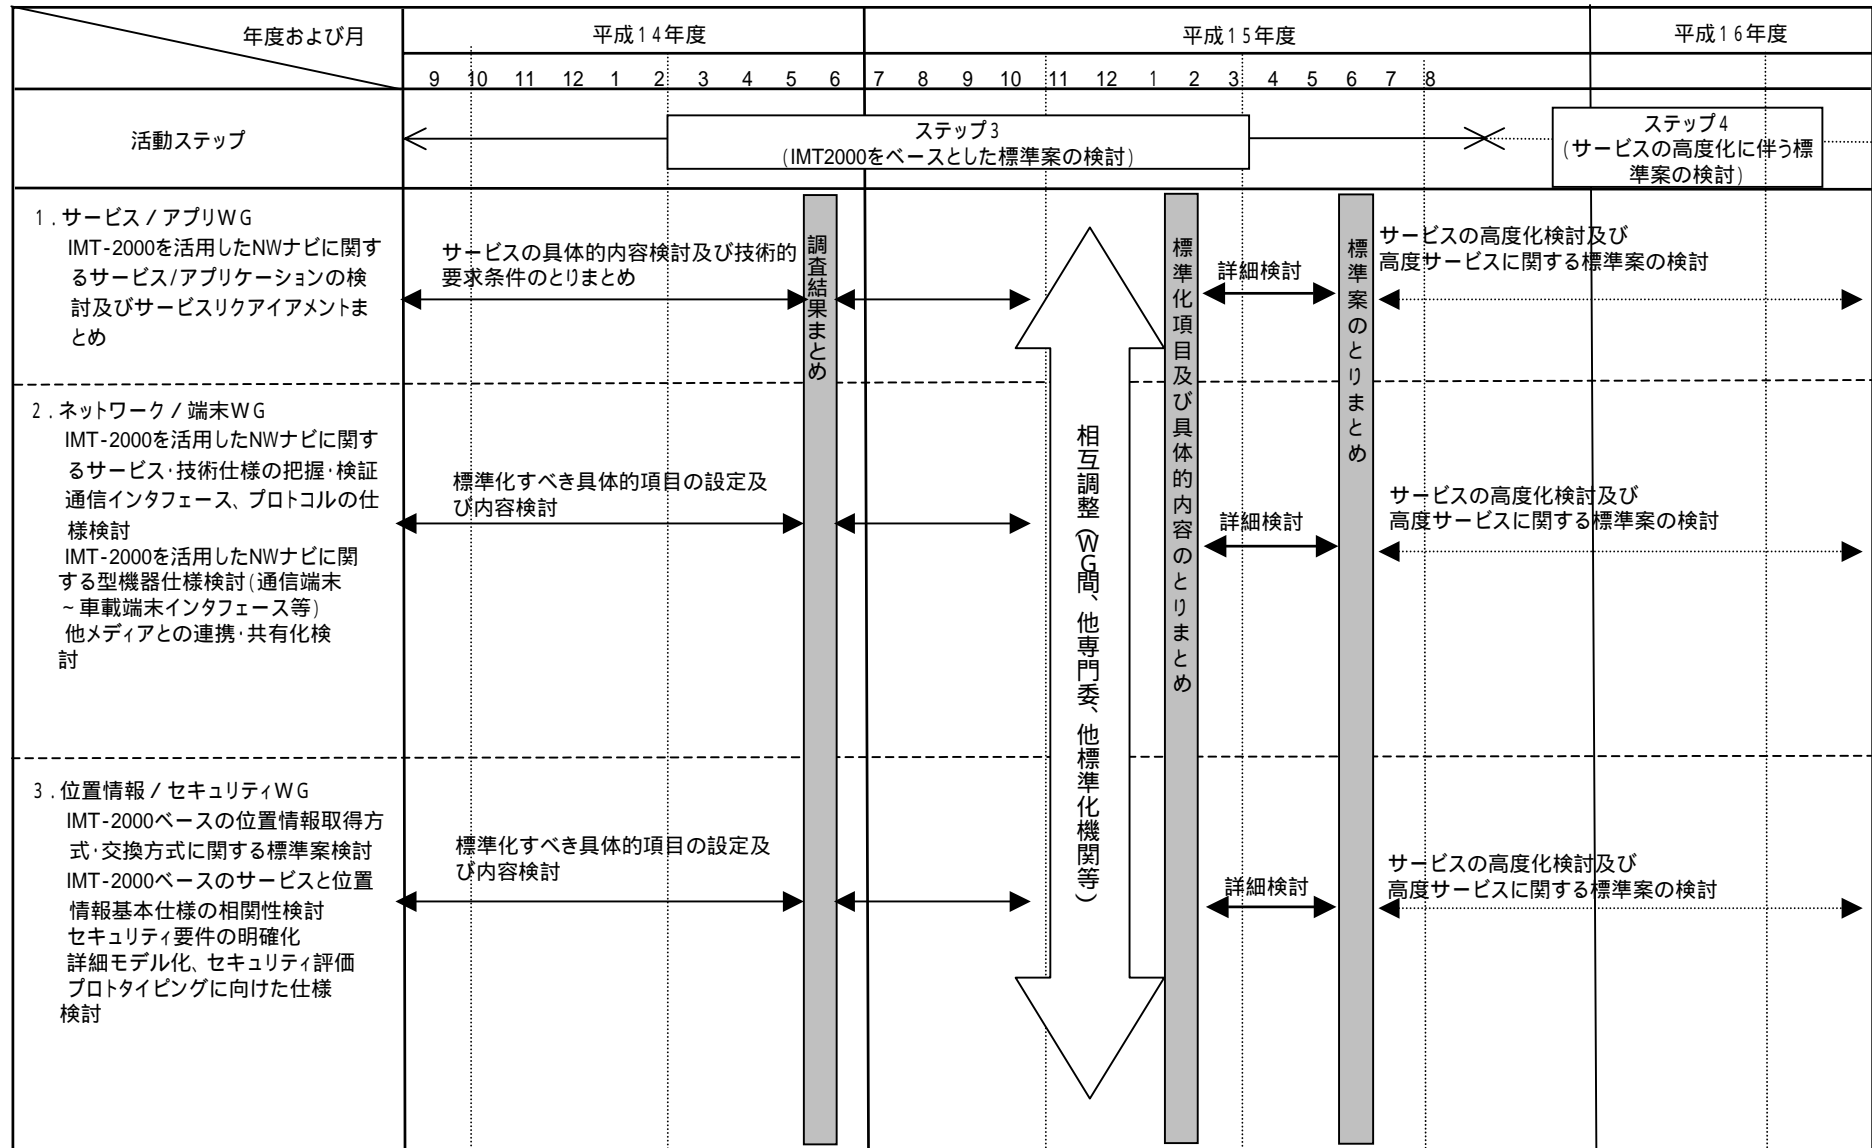 年度および月
平成14年度
平成15年度
平成16年度
9 10 11 12 1 2 3 4 5 6 7 8 9 10 11 12 1 2 3 4 5 6 7 8
活動ステップ
ステップ3
(IMT2000をベースとした標準案の検討)
ステップ4
(サービスの高度化に伴う標
準案の検討)
1.サービス/アプリWG
IMT-2000を活用したNWナビに関す
るサービス/アプリケーションの検
討及びサービスリクアイアメントま
とめ
サービスの具体的内容検討及び技術的
要求条件のとりまとめ
調査結果まとめ
相互調整(WG間、他専門委、他標準化機関等)
標準化項目及び具体的内容のとりまとめ
詳細検討
標準案のとりまとめ
サービスの高度化検討及び
高度サービスに関する標準案の検討
2.ネットワーク/端末WG
IMT-2000を活用したNWナビに関す
るサービス・技術仕様の把握・検証
通信インタフェース、プロトコルの仕
様検討
IMT-2000を活用したNWナビに関
する型機器仕様検討(通信端末
~車載端末インタフェース等)
他メディアとの連携・共有化検
討
標準化すべき具体的項目の設定及
び内容検討
詳細検討
サービスの高度化検討及び
高度サービスに関する標準案の検討
3.位置情報/セキュリティWG
IMT-2000ベースの位置情報取得方
式・交換方式に関する標準案検討
IMT-2000ベースのサービスと位置
情報基本仕様の相関性検討
セキュリティ要件の明確化
詳細モデル化、セキュリティ評価
プロトタイピングに向けた仕様
検討
標準化すべき具体的項目の設定及
び内容検討
詳細検討
サービスの高度化検討及び
高度サービスに関する標準案の検討